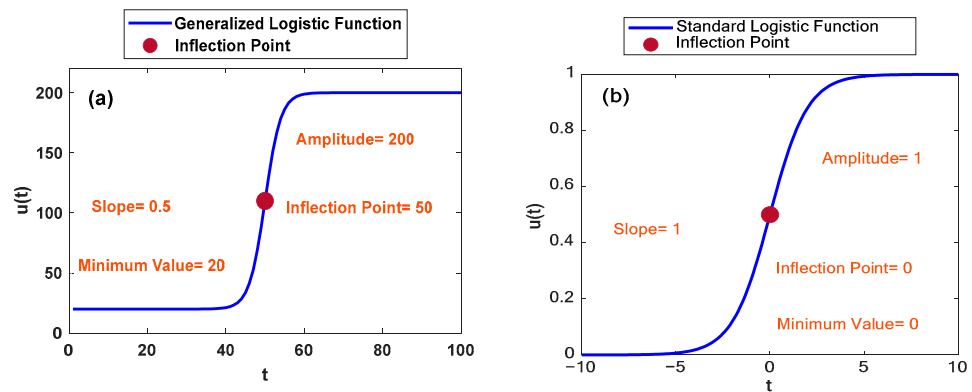 Generalized Logistic Function
Inflection Point
(a)
200
150
100
50
0
u(t)
Amplitude= 200
Slope= 0.5
Inflection Point= 50
Minimum Value= 20
0 20 40 60 80 100
t
Standard Logistic Function
Inflection Point
(b)
1
0.8
0.6
0.4
0.2
0
u(t)
Amplitude= 1
Slope= 1
Inflection Point= 0
Minimum Value= 0
−10 −5 0 5 10
t